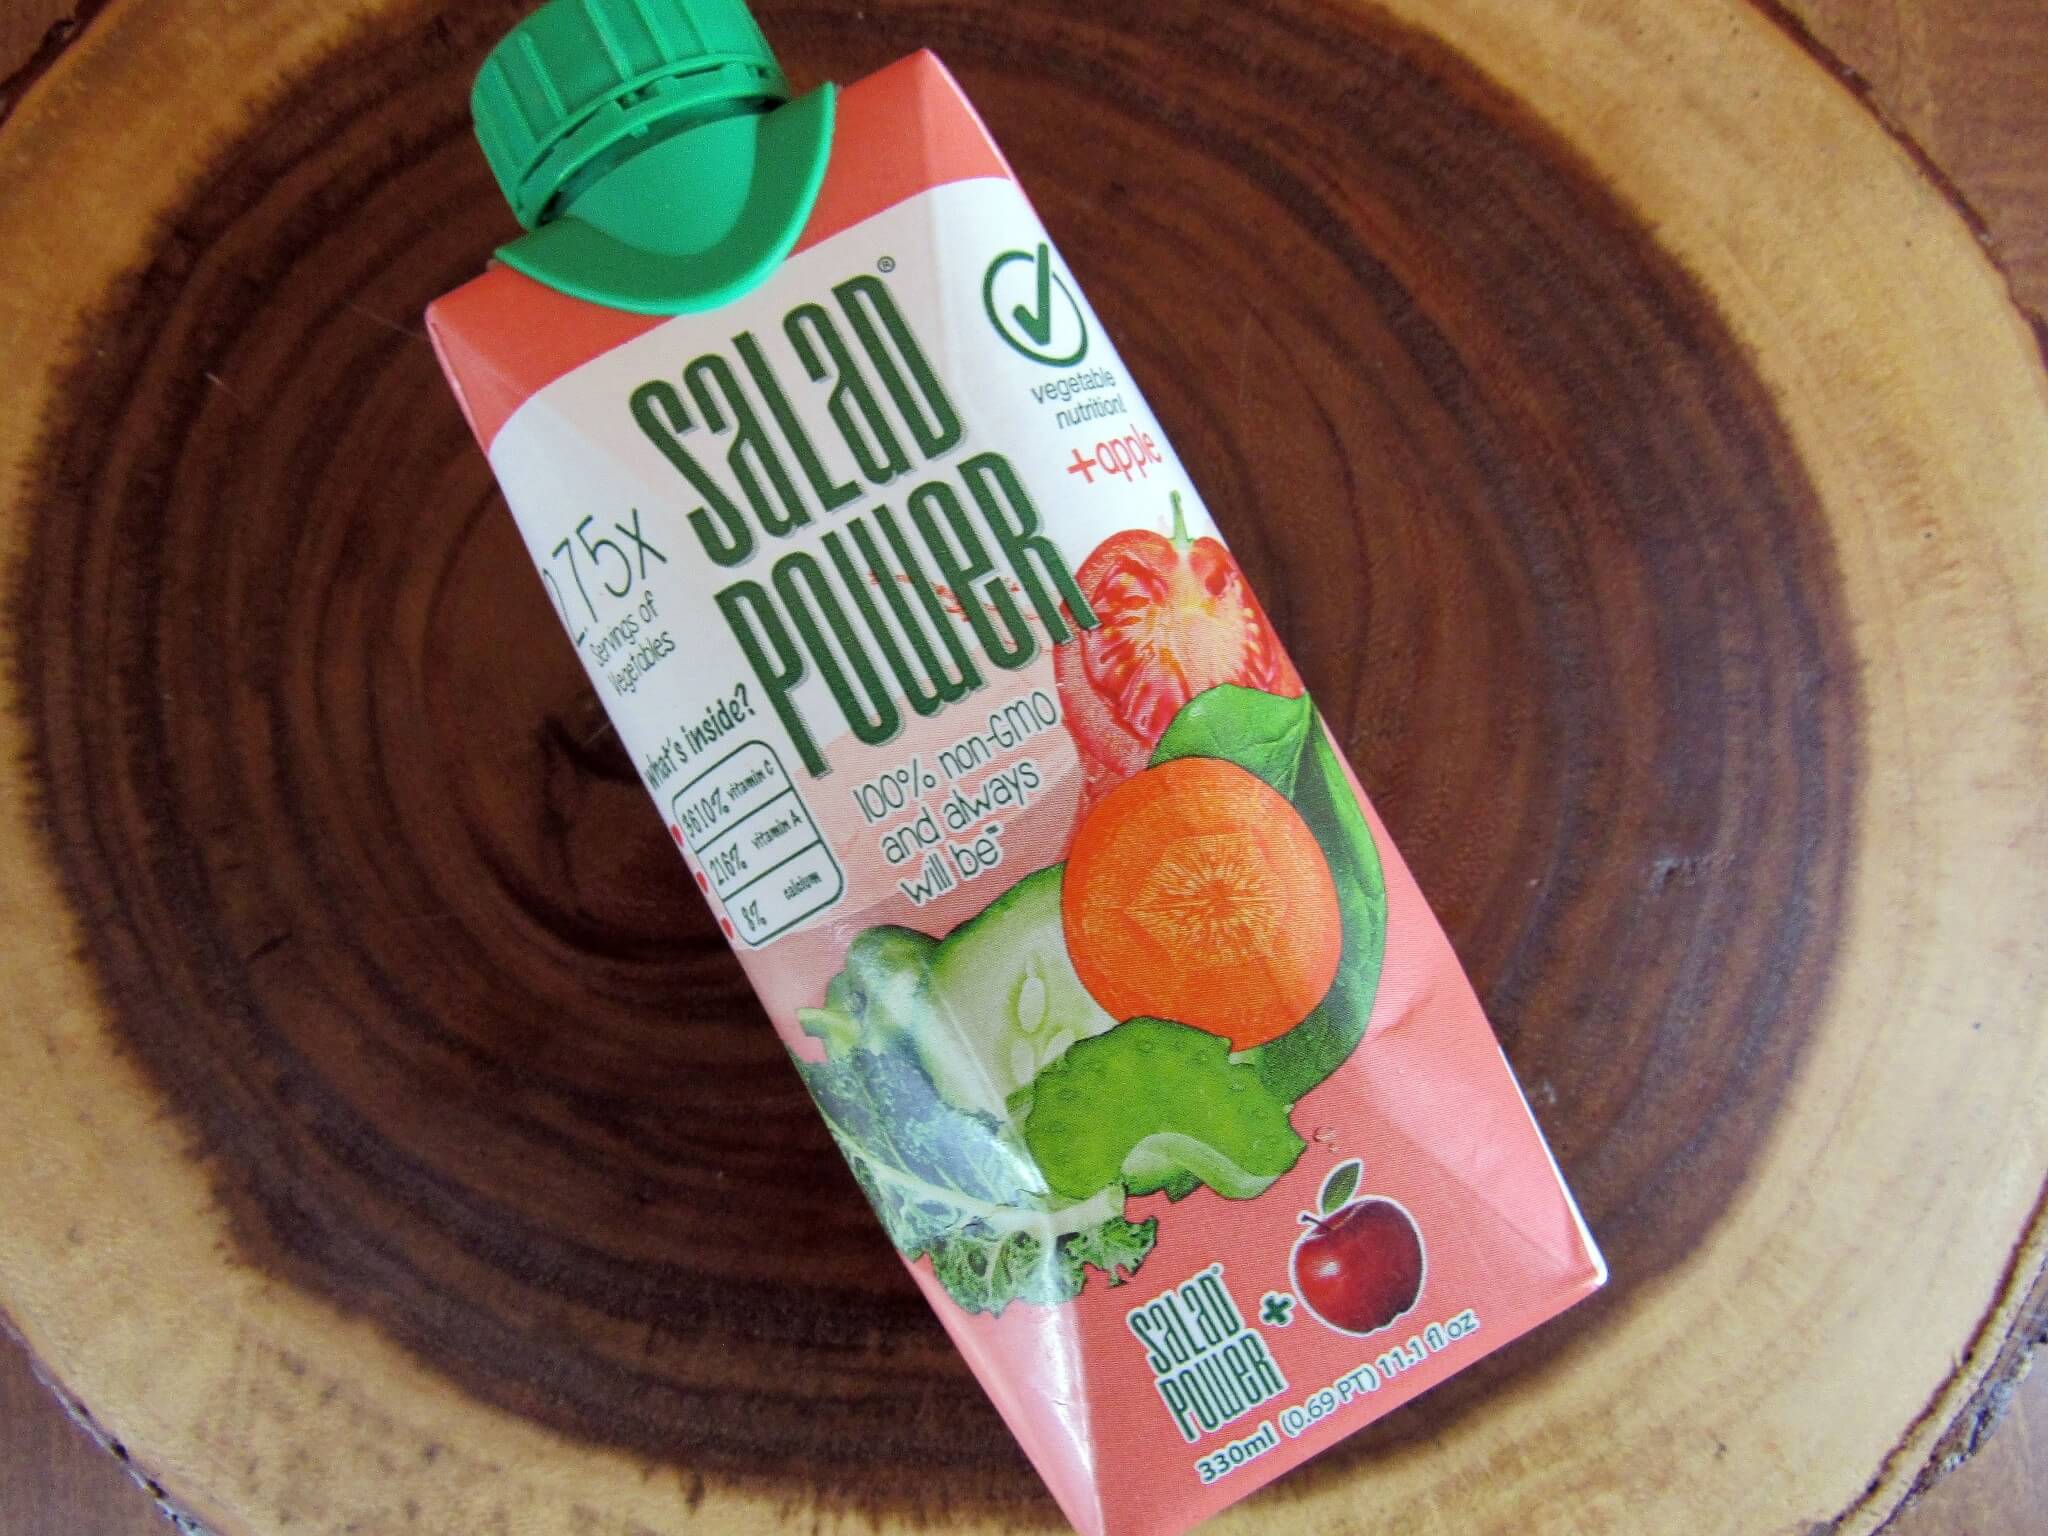 SALAD®
POWER
✓
vegetable
nutrition!
+apple
2.75x
Servings of
Vegetables
what's inside?
3610% vitamin C
216% vitamin A
8% calcium
100% non-GMO
and always
will be™
SALAD®
POWER
+
330ml (0.69 PT) 11.1 fl oz